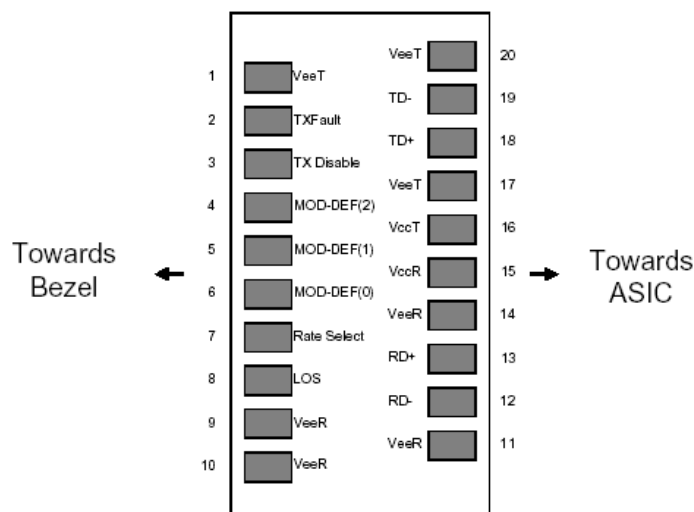 1 VeeT
2 TXFault
3 TX Disable
4 MOD-DEF(2)
5 MOD-DEF(1)
6 MOD-DEF(0)
7 Rate Select
8 LOS
9 VeeR
10 VeeR
VeeT 20
TD- 19
TD+ 18
VeeT 17
VccT 16
VccR 15
VeeR 14
RD+ 13
RD- 12
VeeR 11
Towards
Bezel
Towards
ASIC